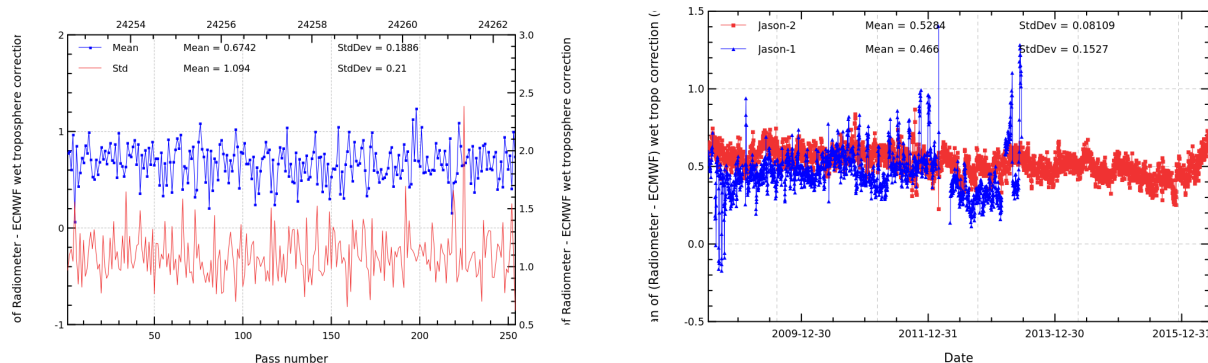 24254 24256 24258 24260 24262
2 3.0
Mean Mean = 0.6742 StdDev = 0.1886
Std Mean = 1.094 StdDev = 0.21
2.5
1 2.0
1.5
0 1.0
-1 0.5
50 100 150 200 250
Pass number
of Radiometer - ECMWF wet troposphere correction
of Radiometer - ECMWF wet troposphere correction
1.5
Jason-2 Mean = 0.5284 StdDev = 0.08109
Jason-1 Mean = 0.466 StdDev = 0.1527
1.0
0.5
0.0
-0.5
2009-12-30 2011-12-31 2013-12-30 2015-12-31
Date
of (Radiometer - ECMWF) wet tropo correction (